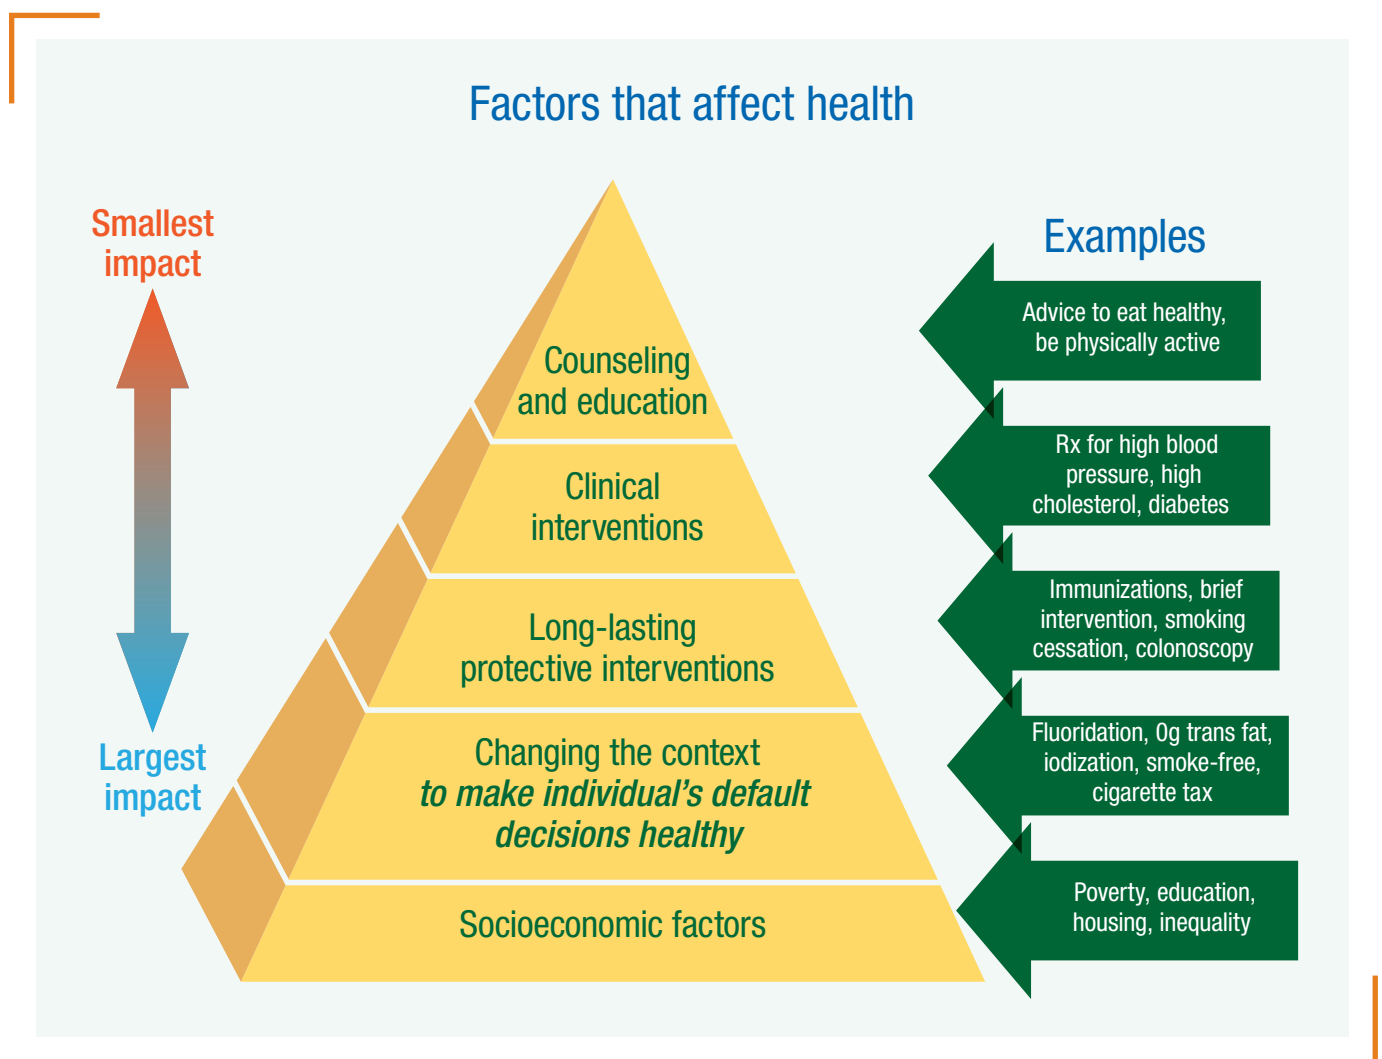 Factors that affect health
Smallest
impact
Largest
impact
Counseling
and education
Clinical
interventions
Long-lasting
protective interventions
Changing the context
to make individual’s default
decisions healthy
Socioeconomic factors
Examples
Advice to eat healthy,
be physically active
Rx for high blood
pressure, high
cholesterol, diabetes
Immunizations, brief
intervention, smoking
cessation, colonoscopy
Fluoridation, 0g trans fat,
iodization, smoke-free,
cigarette tax
Poverty, education,
housing, inequality